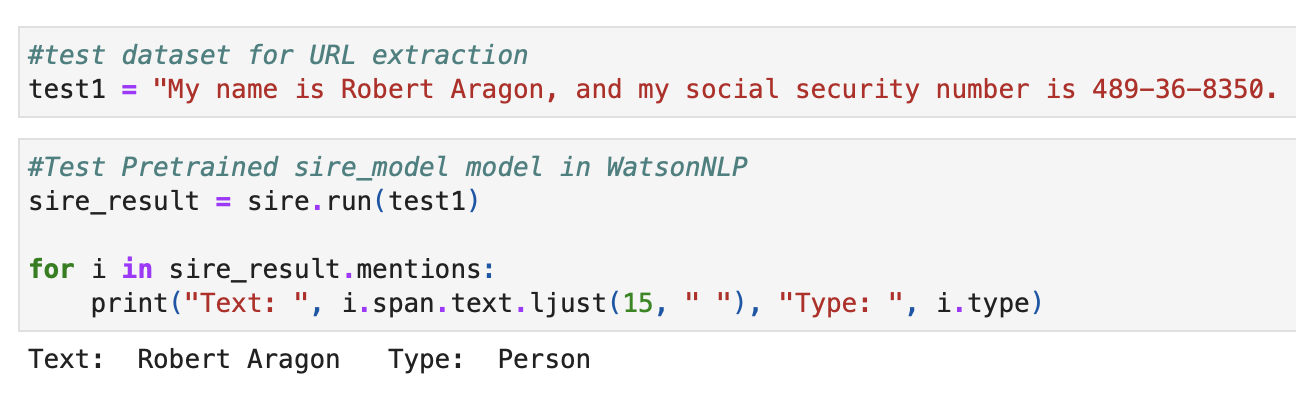 #test dataset for URL extraction
test1 = "My name is Robert Aragon, and my social security number is 489-36-8350.
#Test Pretrained sire_model model in WatsonNLP
sire_result = sire.run(test1)
for i in sire_result.mentions:
    print("Text: ", i.span.text.ljust(15, " "), "Type: ", i.type)
Text:  Robert Aragon   Type:  Person